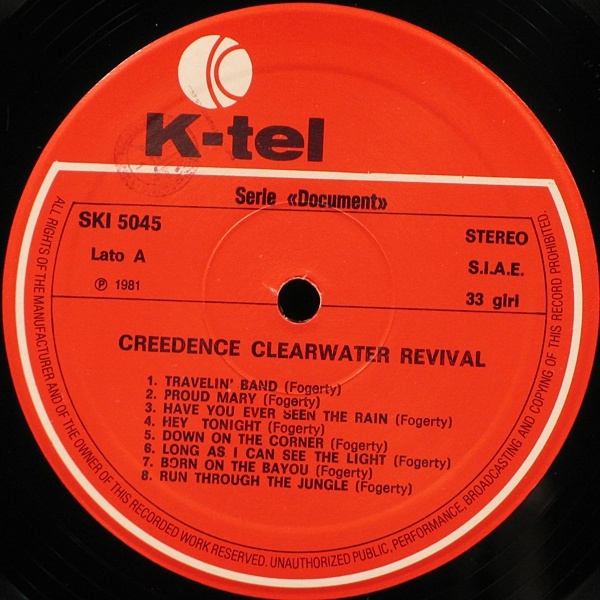 K-tel
Serie «Document»
SKI 5045
Lato A
℗ 1981
STEREO
S.I.A.E.
33 giri
CREEDENCE CLEARWATER REVIVAL
1. TRAVELIN' BAND (Fogerty)
2. PROUD MARY (Fogerty)
3. HAVE YOU EVER SEEN THE RAIN (Fogerty)
4. HEY TONIGHT (Fogerty)
5. DOWN ON THE CORNER (Fogerty)
6. LONG AS I CAN SEE THE LIGHT (Fogerty)
7. BORN ON THE BAYOU (Fogerty)
8. RUN THROUGH THE JUNGLE (Fogerty)
ALL RIGHTS OF THE MANUFACTURER AND OF THE OWNER OF THIS RECORDED WORK RESERVED. UNAUTHORIZED PUBLIC, PERFORMANCE, BROADCASTING AND COPYING OF THIS RECORD PROHIBITED.